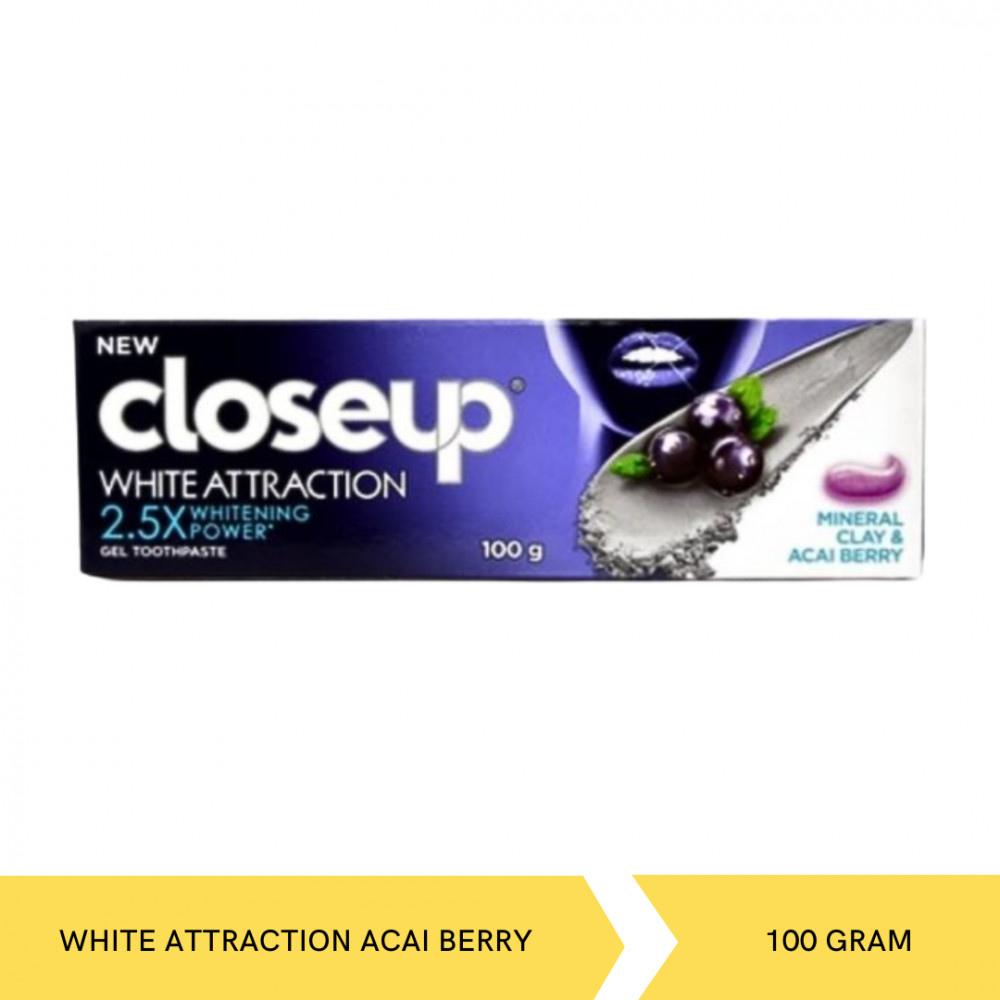 NEW
closeup®
WHITE ATTRACTION
2.5X WHITENING POWER*
GEL TOOTHPASTE
100 g
MINERAL
CLAY &
ACAI BERRY
WHITE ATTRACTION ACAI BERRY
100 GRAM